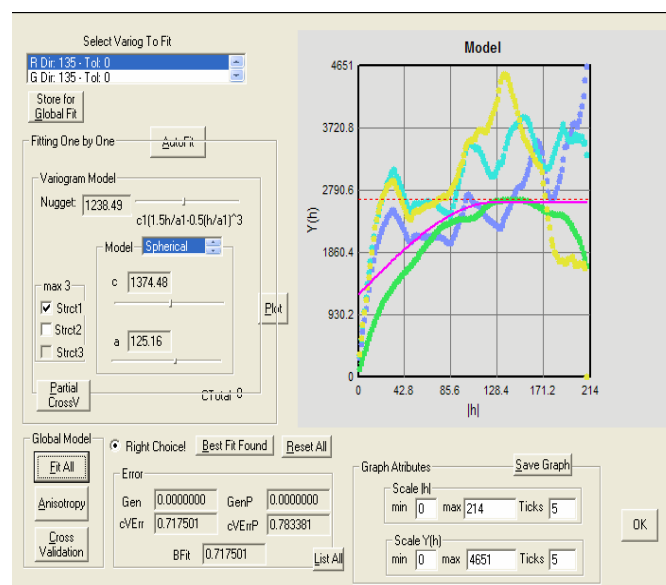 Select Variog To Fit
R Dir: 135 - Tol: 0
G Dir: 135 - Tol: 0
Store for
Global Fit
Fitting One by One
AutoFit
Variogram Model
Nugget: 1238.49
c1(1.5h/a1-0.5(h/a1)^3
Model Spherical
max 3
c 1374.48
Strct1
Strct2
a 125.16
Strct3
Plot
Partial
CrossV
CTotal 0
Model
4651
3720.8
2790.6
1860.4
930.2
0
Y(h)
0 42.8 85.6 128.4 171.2 214
|h|
Global Model
Fit All
Anisotropy
Cross
Validation
Right Choice! Best Fit Found Reset All
Error
Gen 0.0000000 GenP 0.0000000
cVErr 0.717501 cVErrP 0.783381
BFit 0.717501
List All
Graph Atributes
Save Graph
Scale |h|
min 0 max 214 Ticks 5
Scale Y(h)
min 0 max 4651 Ticks 5
OK